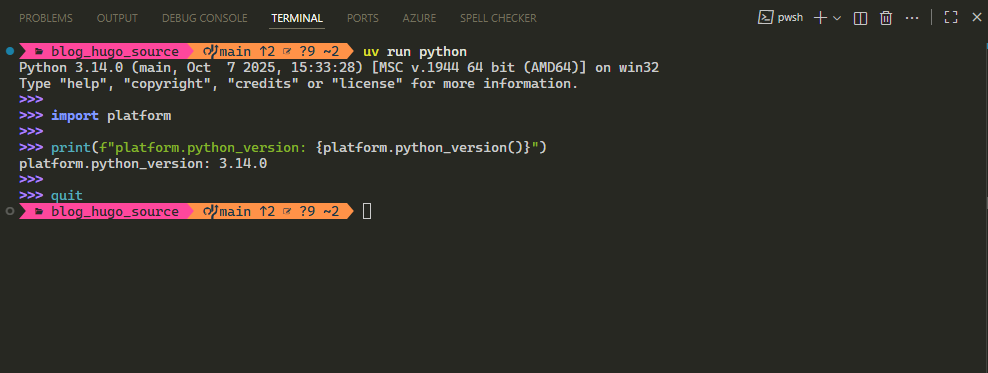 PROBLEMS OUTPUT DEBUG CONSOLE TERMINAL PORTS AZURE SPELL CHECKER pwsh
blog_hugo_source main ↑2 ?9 ~2 uv run python
Python 3.14.0 (main, Oct  7 2025, 15:33:28) [MSC v.1944 64 bit (AMD64)] on win32
Type "help", "copyright", "credits" or "license" for more information.
>>>
>>> import platform
>>>
>>> print(f"platform.python_version: {platform.python_version()}")
platform.python_version: 3.14.0
>>>
>>> quit
blog_hugo_source main ↑2 ?9 ~2